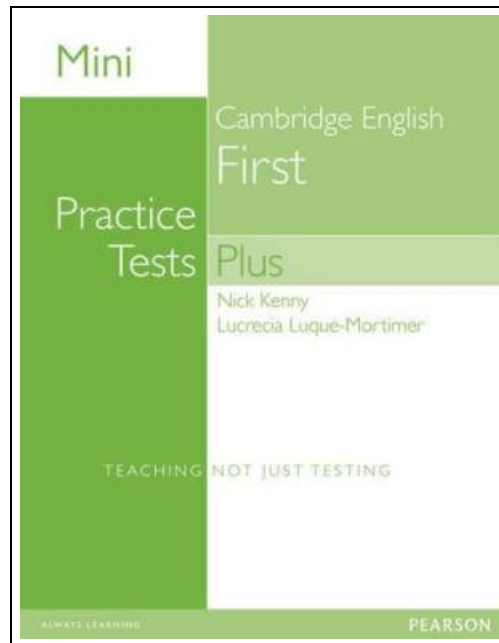 Mini
Cambridge English
First
Practice
Tests Plus
Nick Kenny
Lucrecia Luque-Mortimer
TEACHING NOT JUST TESTING
ALWAYS LEARNING PEARSON